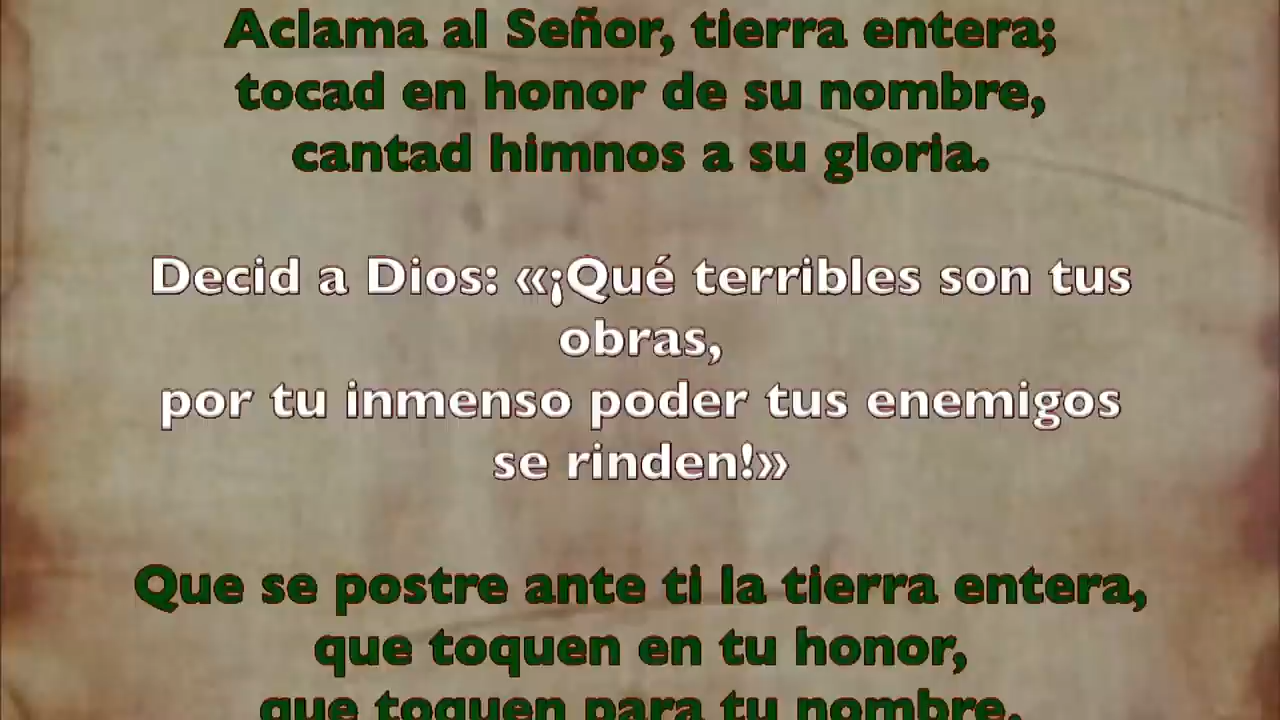 Aclama al Señor, tierra entera;
tocad en honor de su nombre,
cantad himnos a su gloria.
Decid a Dios: «¡Qué terribles son tus
obras,
por tu inmenso poder tus enemigos
se rinden!»
Que se postre ante ti la tierra entera,
que toquen en tu honor,
que toquen para tu nombre.